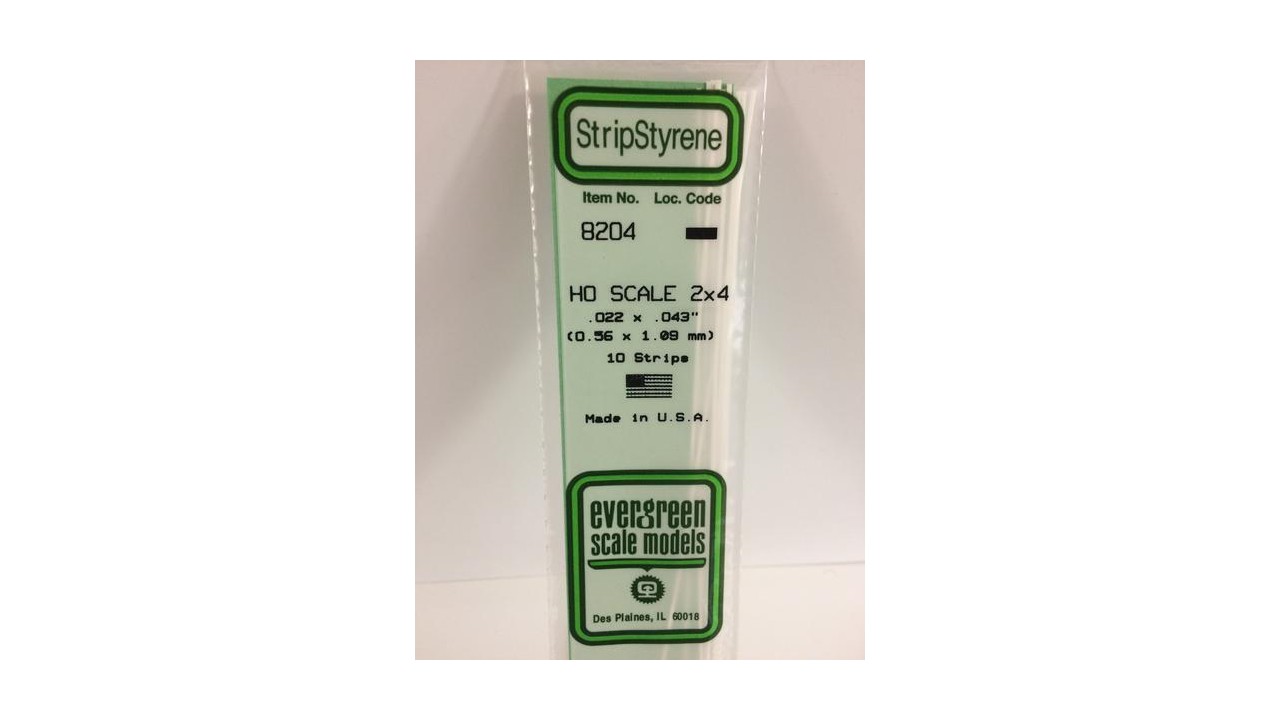 StripStyrene
Item No. Loc. Code
8204
HO SCALE 2x4
.022 x .043"
(0.56 x 1.09 mm)
10 Strips
Made in U.S.A.
evergreen
scale models
Des Plaines, IL 60018